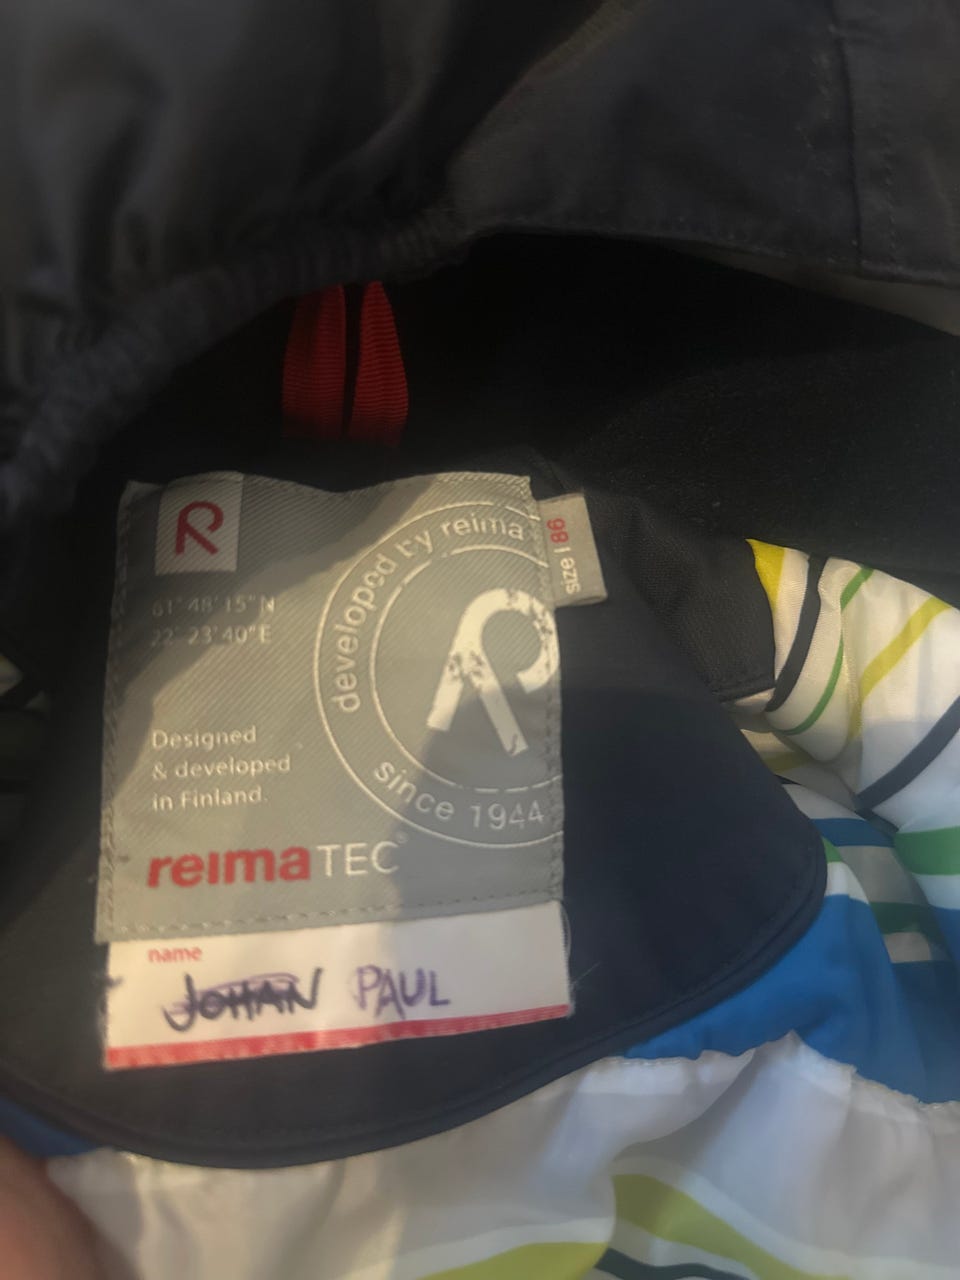 R
61°48'15"N
22°23'40"E
developed by reima
since 1944
size | 86
Designed
& developed
in Finland.
reimaTEC®
name
JOHAN PAUL